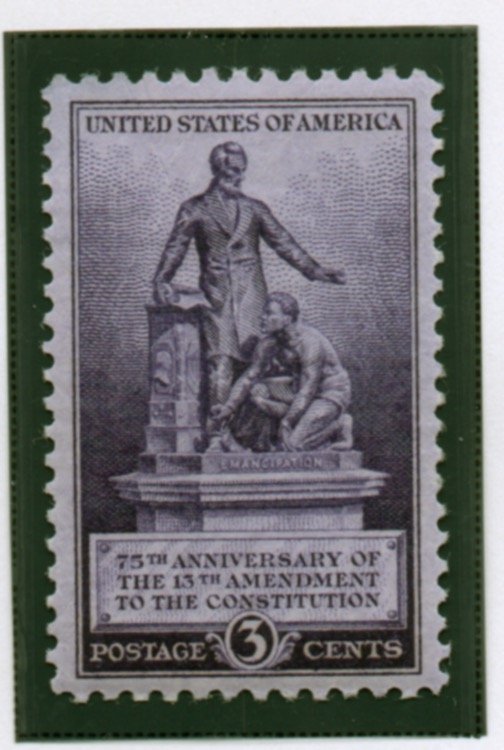 UNITED STATES OF AMERICA
EMANCIPATION
75TH ANNIVERSARY OF
THE 13TH AMENDMENT
TO THE CONSTITUTION
POSTAGE 3 CENTS